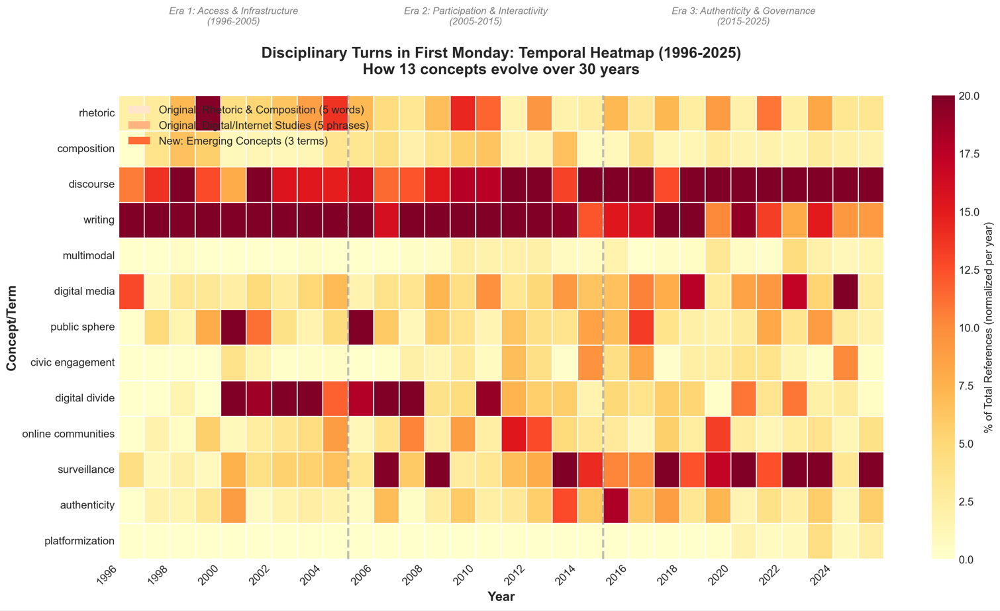 Era 1: Access & Infrastructure
(1996-2005)
Era 2: Participation & Interactivity
(2005-2015)
Era 3: Authenticity & Governance
(2015-2025)
Disciplinary Turns in First Monday: Temporal Heatmap (1996-2025)
How 13 concepts evolve over 30 years
Original: Rhetoric & Composition (5 words)
Original: Digital/Internet Studies (5 phrases)
New: Emerging Concepts (3 terms)
Concept/Term
rhetoric
composition
discourse
writing
multimodal
digital media
public sphere
civic engagement
digital divide
online communities
surveillance
authenticity
platformization
1996
1998
2000
2002
2004
2006
2008
2010
2012
2014
2016
2018
2020
2022
2024
Year
20.0
17.5
15.0
12.5
10.0
7.5
5.0
2.5
0.0
% of Total References (normalized per year)